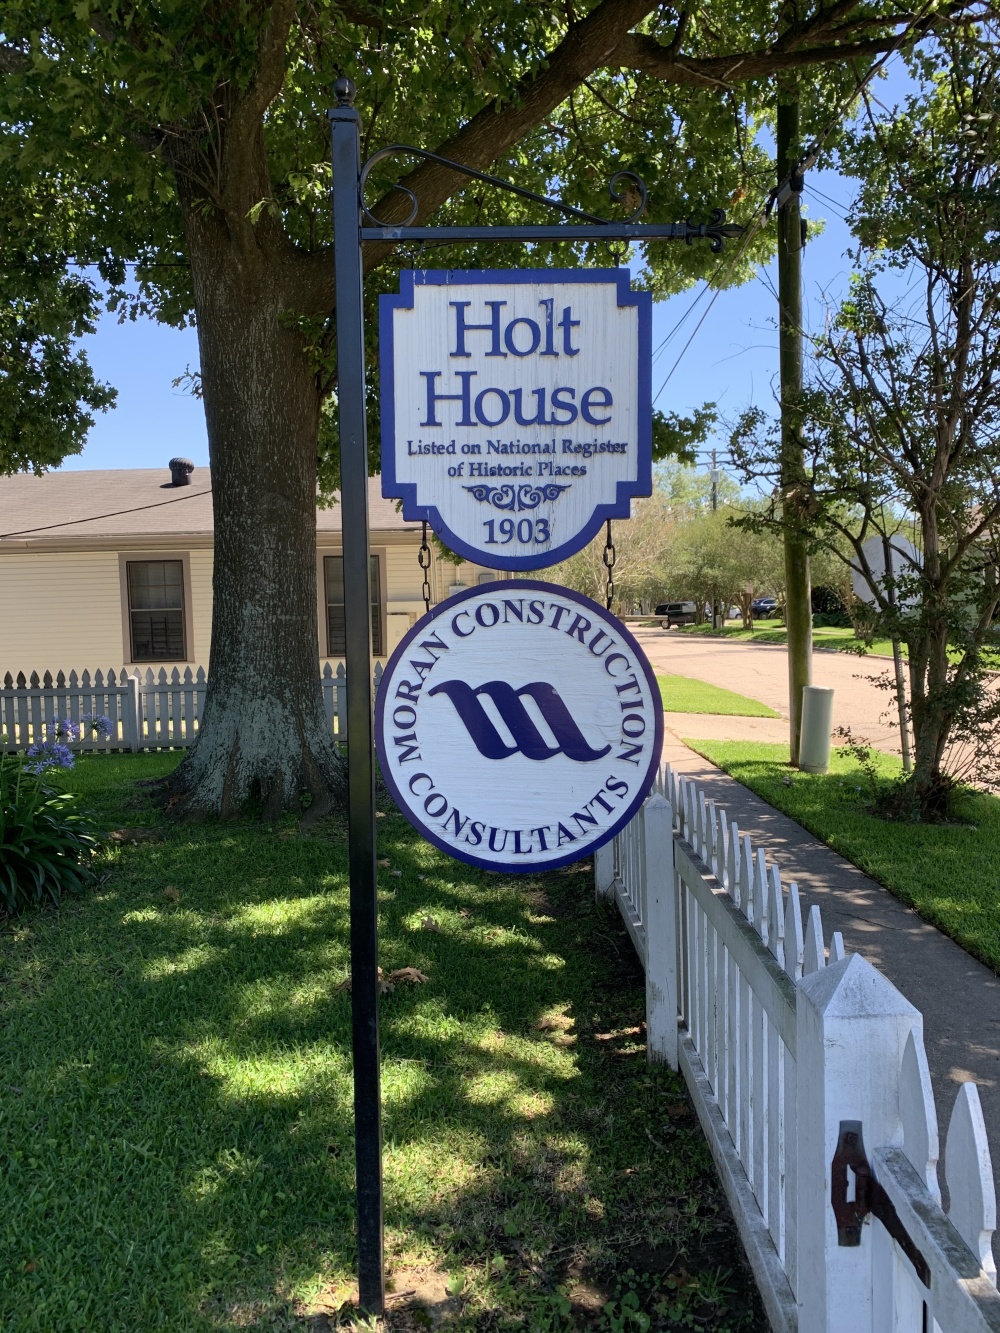 Holt
House
Listed on National Register
of Historic Places
1903
MORAN CONSTRUCTION
CONSULTANTS